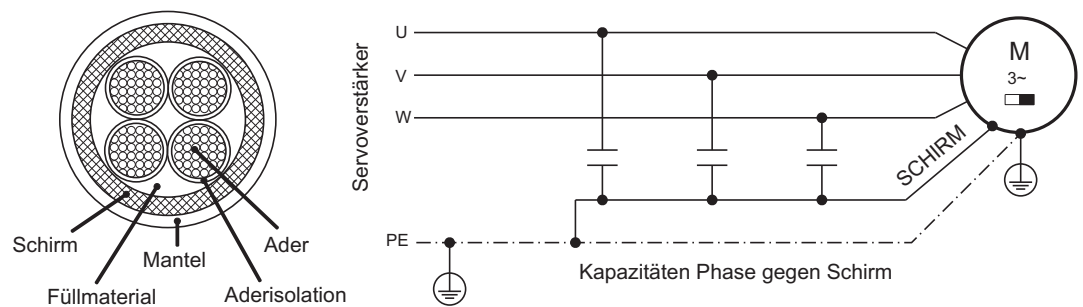 Schirm
Füllmaterial
Mantel
Aderisolation
Ader
Servoverstärker
U
V
W
PE
SCHIRM
M
3~
Kapazitäten Phase gegen Schirm